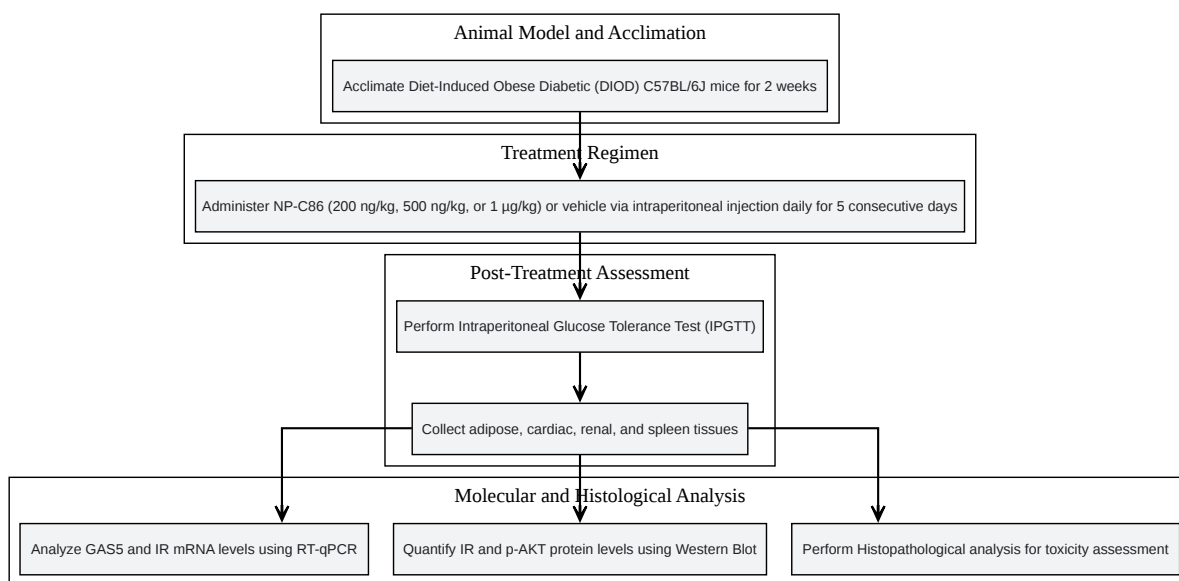 Animal Model and Acclimation
Acclimate Diet-Induced Obese Diabetic (DIOD) C57BL/6J mice for 2 weeks
Treatment Regimen
Administer NP-C86 (200 ng/kg, 500 ng/kg, or 1 µg/kg) or vehicle via intraperitoneal injection daily for 5 consecutive days
Post-Treatment Assessment
Perform Intraperitoneal Glucose Tolerance Test (IPGTT)
Collect adipose, cardiac, renal, and spleen tissues
Molecular and Histological Analysis
Analyze GAS5 and IR mRNA levels using RT-qPCR
Quantify IR and p-AKT protein levels using Western Blot
Perform Histopathological analysis for toxicity assessment